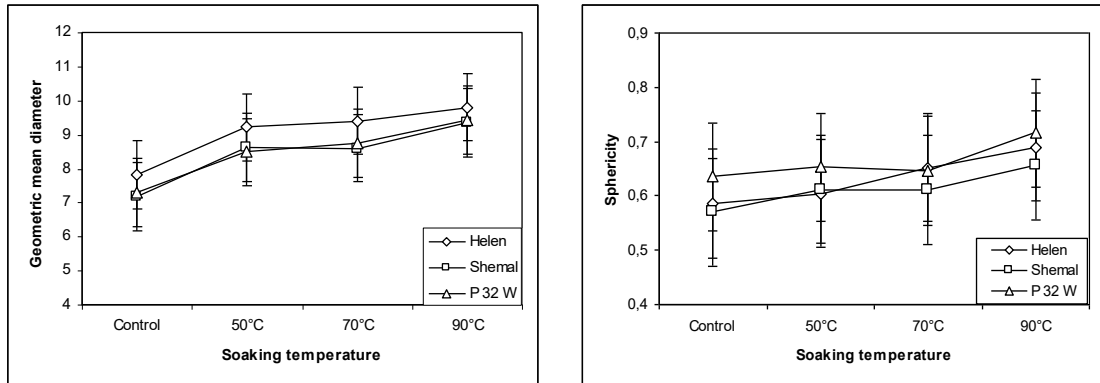 12
11
10
9
8
7
6
5
4
Geometric mean diameter
Helen
Shemal
P 32 W
Control 50°C 70°C 90°C
Soaking temperature
0,9
0,8
0,7
0,6
0,5
0,4
Sphericity
Helen
Shemal
P 32 W
Control 50°C 70°C 90°C
Soaking temperature